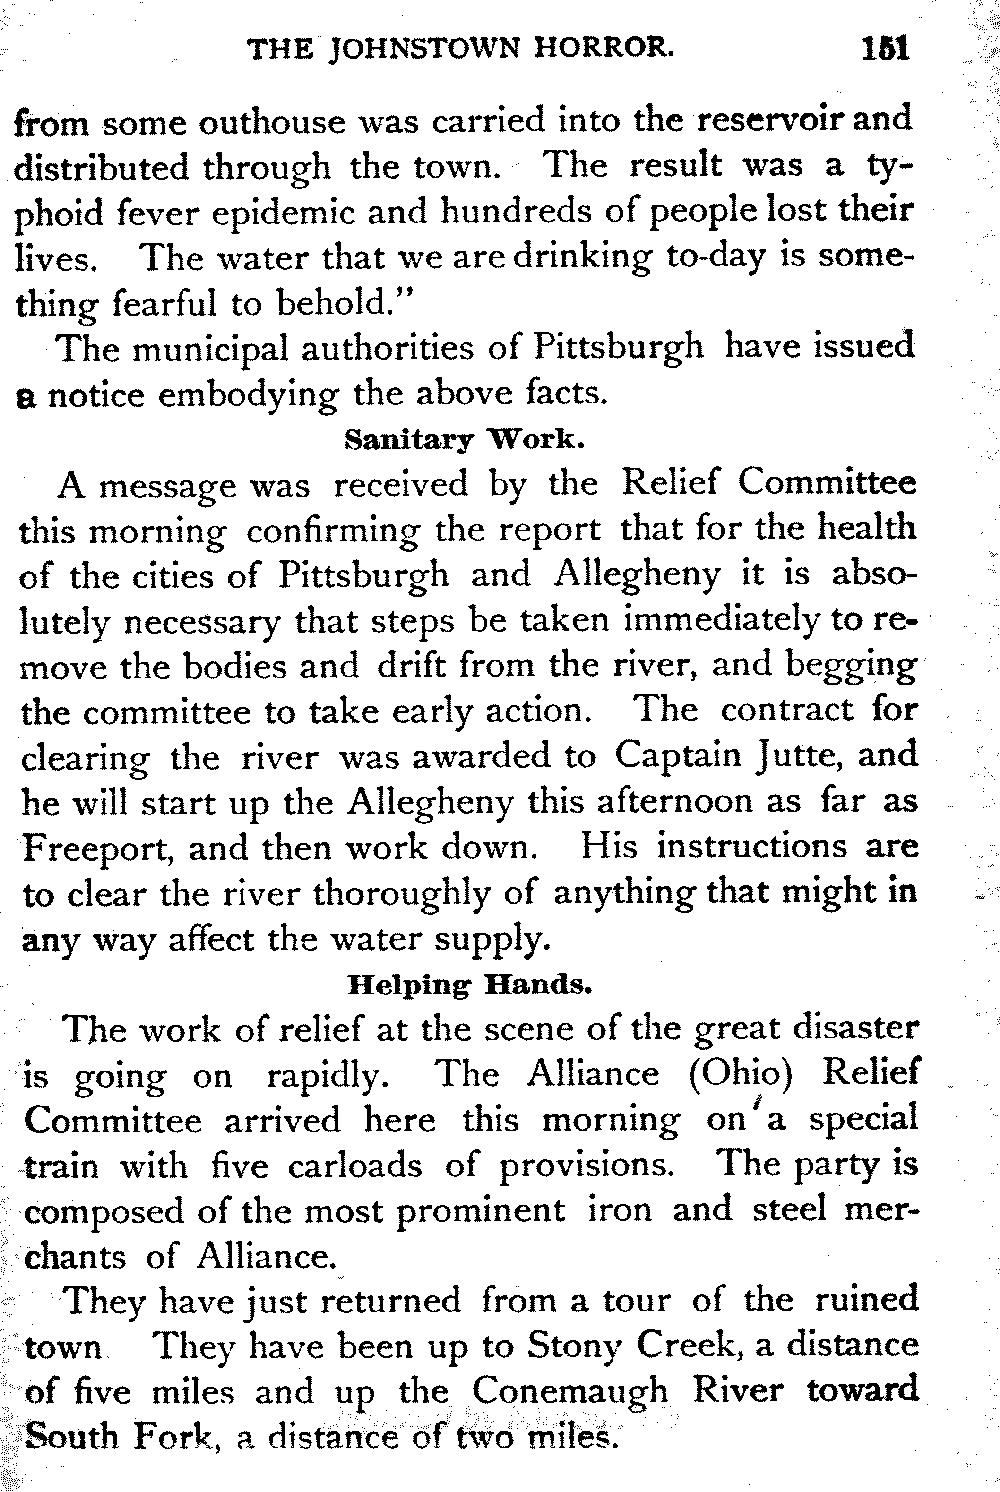 THE JOHNSTOWN HORROR. 151
from some outhouse was carried into the reservoir and
distributed through the town. The result was a ty-
phoid fever epidemic and hundreds of people lost their
lives. The water that we are drinking to-day is some-
thing fearful to behold."
The municipal authorities of Pittsburgh have issued
a notice embodying the above facts.
Sanitary Work.
A message was received by the Relief Committee
this morning confirming the report that for the health
of the cities of Pittsburgh and Allegheny it is abso-
lutely necessary that steps be taken immediately to re-
move the bodies and drift from the river, and begging
the committee to take early action. The contract for
clearing the river was awarded to Captain Jutte, and
he will start up the Allegheny this afternoon as far as
Freeport, and then work down. His instructions are
to clear the river thoroughly of anything that might in
any way affect the water supply.
Helping Hands.
The work of relief at the scene of the great disaster
is going on rapidly. The Alliance (Ohio) Relief
Committee arrived here this morning on a special
train with five carloads of provisions. The party is
composed of the most prominent iron and steel mer-
chants of Alliance.
They have just returned from a tour of the ruined
town They have been up to Stony Creek, a distance
of five miles and up the Conemaugh River toward
South Fork, a distance of two miles.